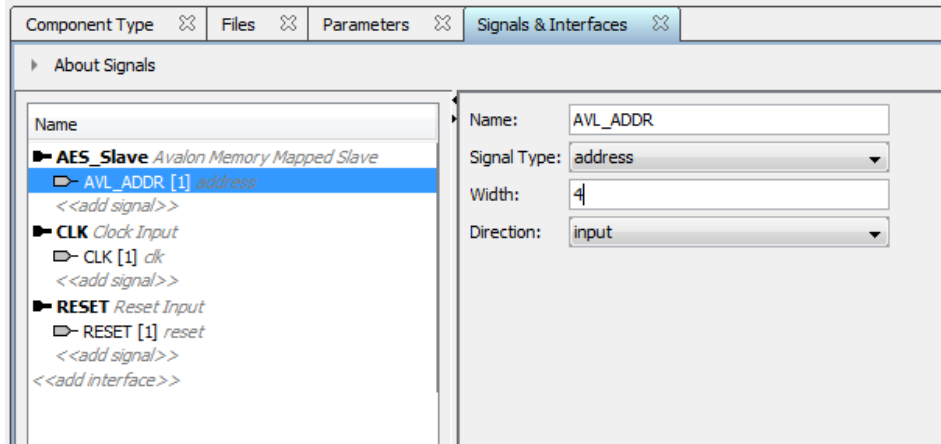 Component Type Files Parameters Signals & Interfaces
About Signals
Name
AES_Slave Avalon Memory Mapped Slave
AVL_ADDR [1] address
<<add signal>>
CLK Clock Input
CLK [1] clk
<<add signal>>
RESET Reset Input
RESET [1] reset
<<add signal>>
<<add interface>>
Name: AVL_ADDR
Signal Type: address
Width: 4
Direction: input